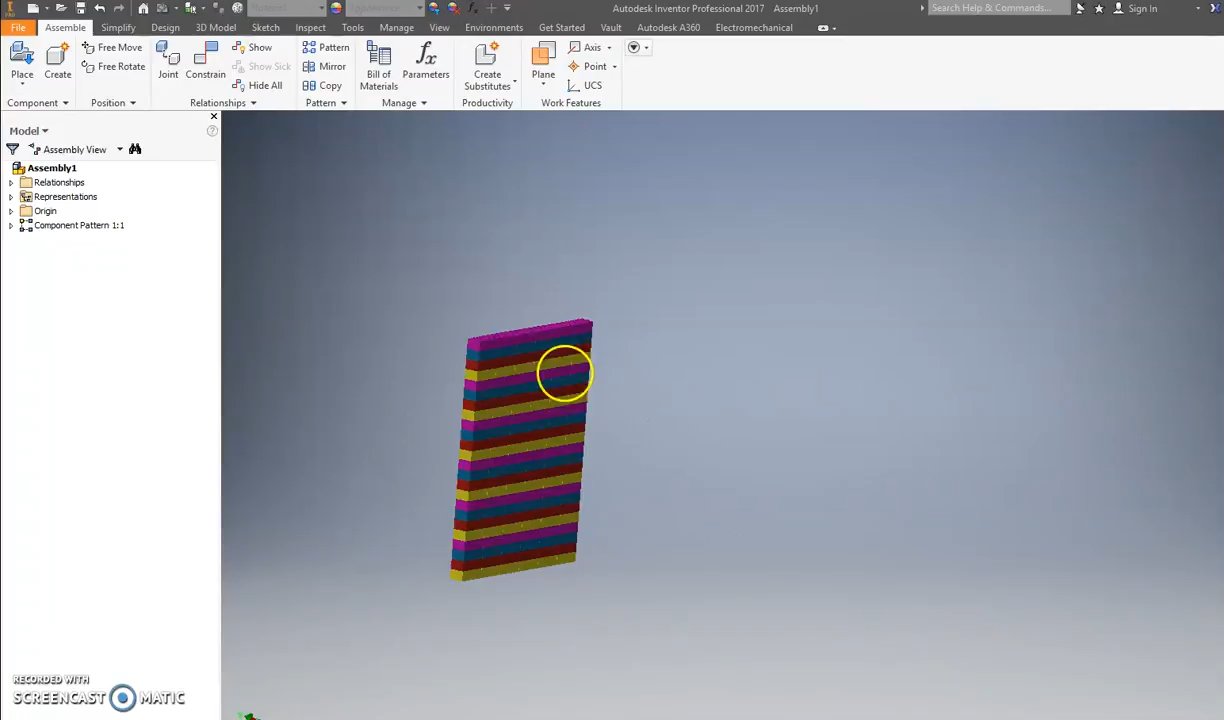 Autodesk Inventor Professional 2017 Assembly1
Search Help & Commands...
Sign In
File Assemble Simplify Design 3D Model Sketch Inspect Tools Manage View Environments Get Started Vault Autodesk A360 Electromechanical
Place
Create
Free Move
Free Rotate
Joint
Constrain
Show
Show Sick
Hide All
Pattern
Mirror
Copy
Bill of
Materials
fx
Parameters
Create
Substitutes
Plane
Axis
Point
UCS
Component Position Relationships Pattern Manage Productivity Work Features
Model
Assembly View
Assembly1
Relationships
Representations
Origin
Component Pattern 1:1
RECORDED WITH
SCREENCAST MATIC